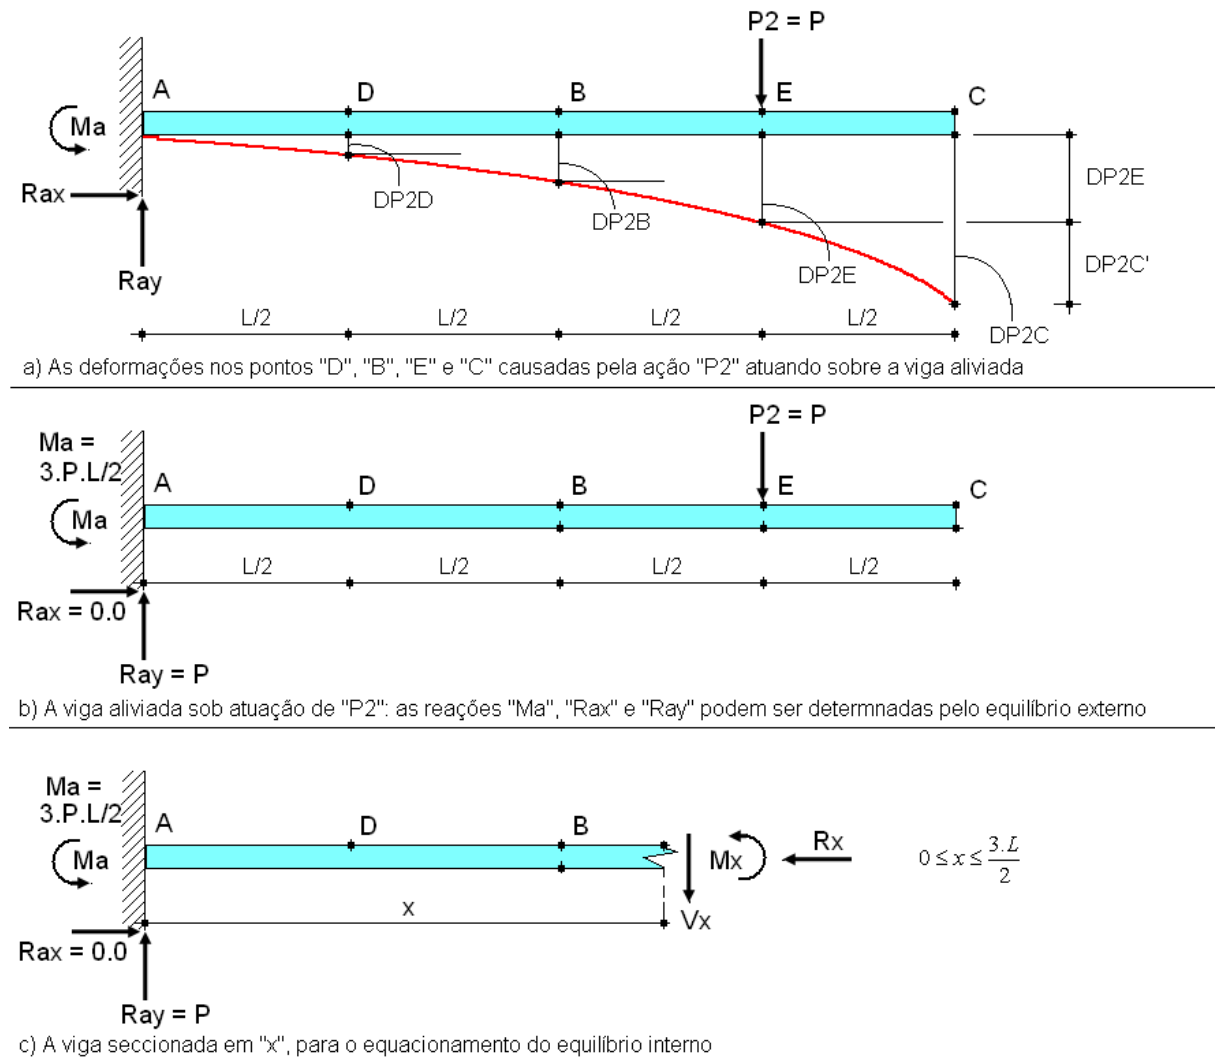 P2 = P
A
D
B
E
C
Ma
DP2E
Rax
DP2D
DP2B
DP2E
DP2C'
Ray
L/2
L/2
L/2
L/2
DP2C
a) As deformações nos pontos "D", "B", "E" e "C" causadas pela ação "P2" atuando sobre a viga aliviada
P2 = P
Ma =
3.P.L/2
A
D
B
E
C
Ma
L/2
L/2
L/2
L/2
Rax = 0.0
Ray = P
b) A viga aliviada sob atuação de "P2": as reações "Ma", "Rax" e "Ray" podem ser determnadas pelo equilíbrio externo
Ma =
3.P.L/2
A
D
B
Ma
Mx
Rx
0 ≤ x ≤ 3.L/2
x
Vx
Rax = 0.0
Ray = P
c) A viga seccionada em "x", para o equacionamento do equilíbrio interno